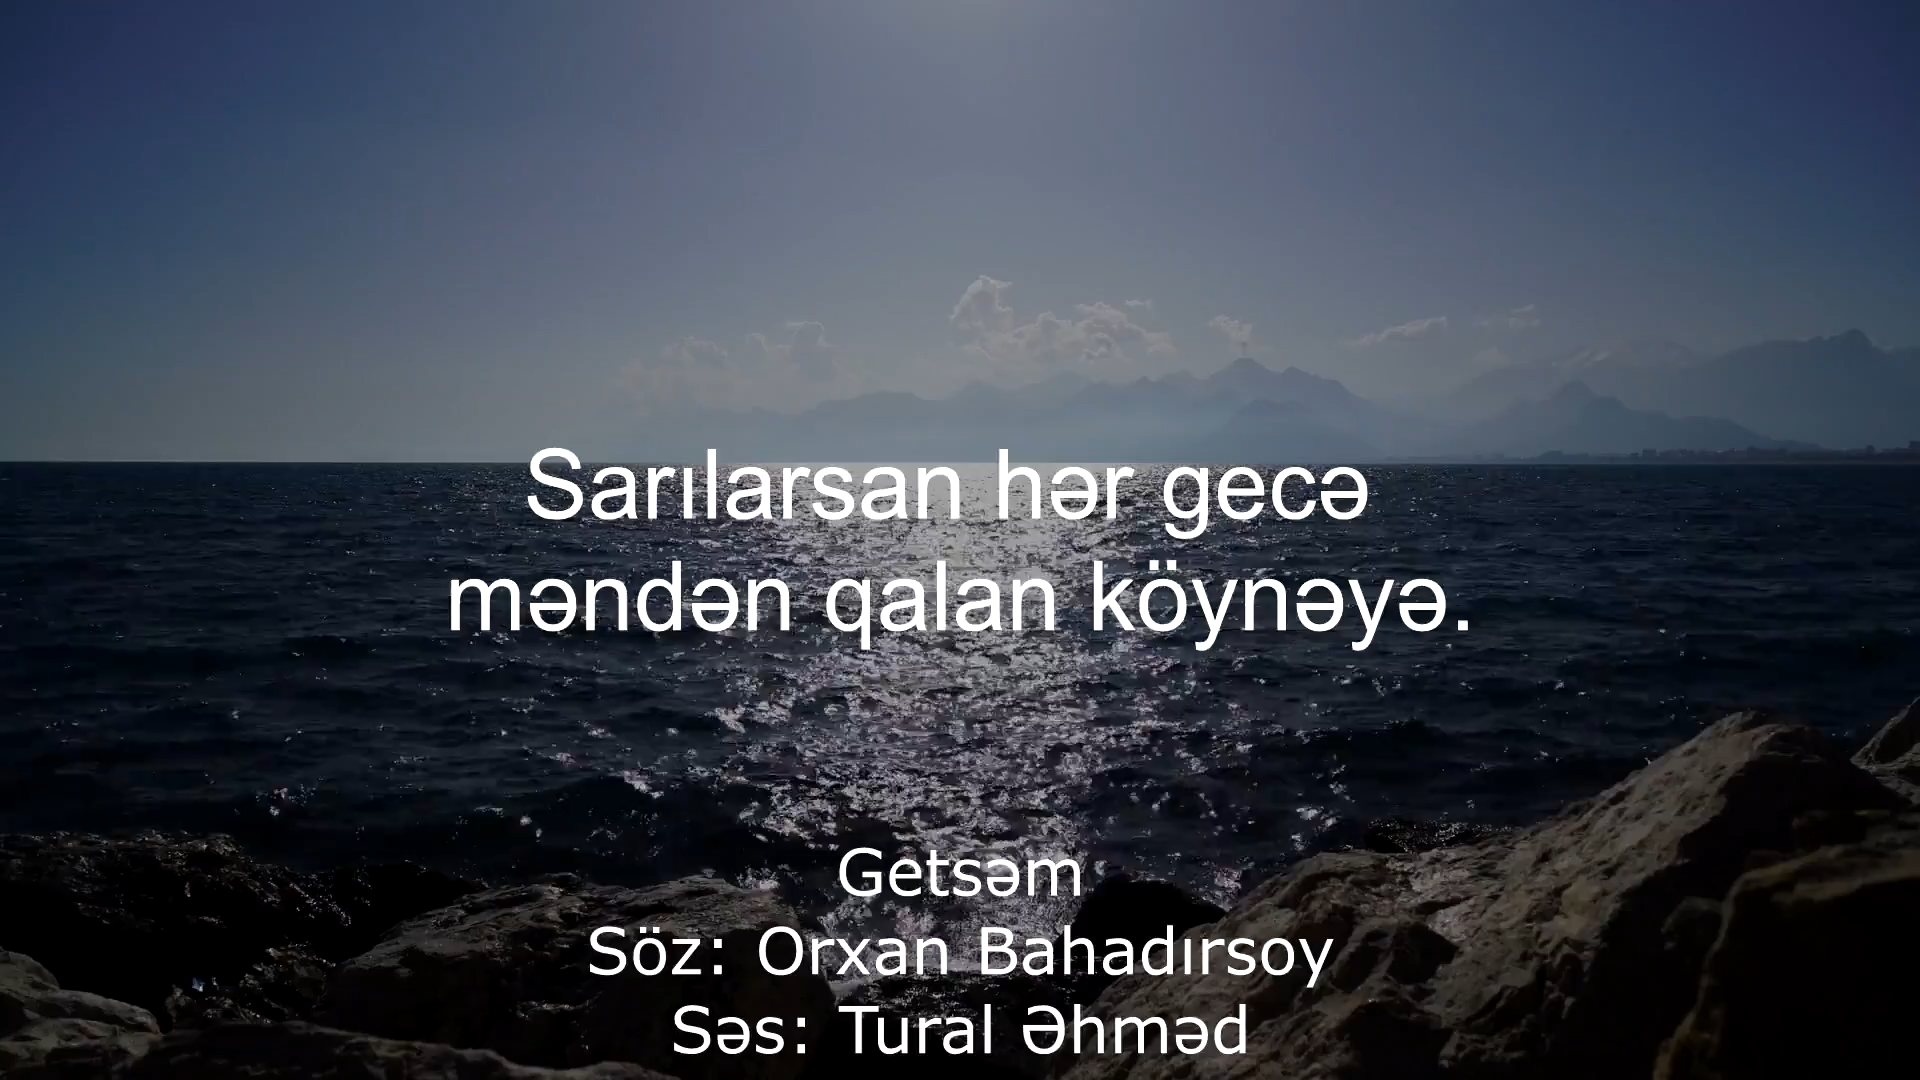 Sarılarsan hər gecə
məndən qalan köynəyə.
Getsəm
Söz: Orxan Bahadırsoy
Səs: Tural Əhməd